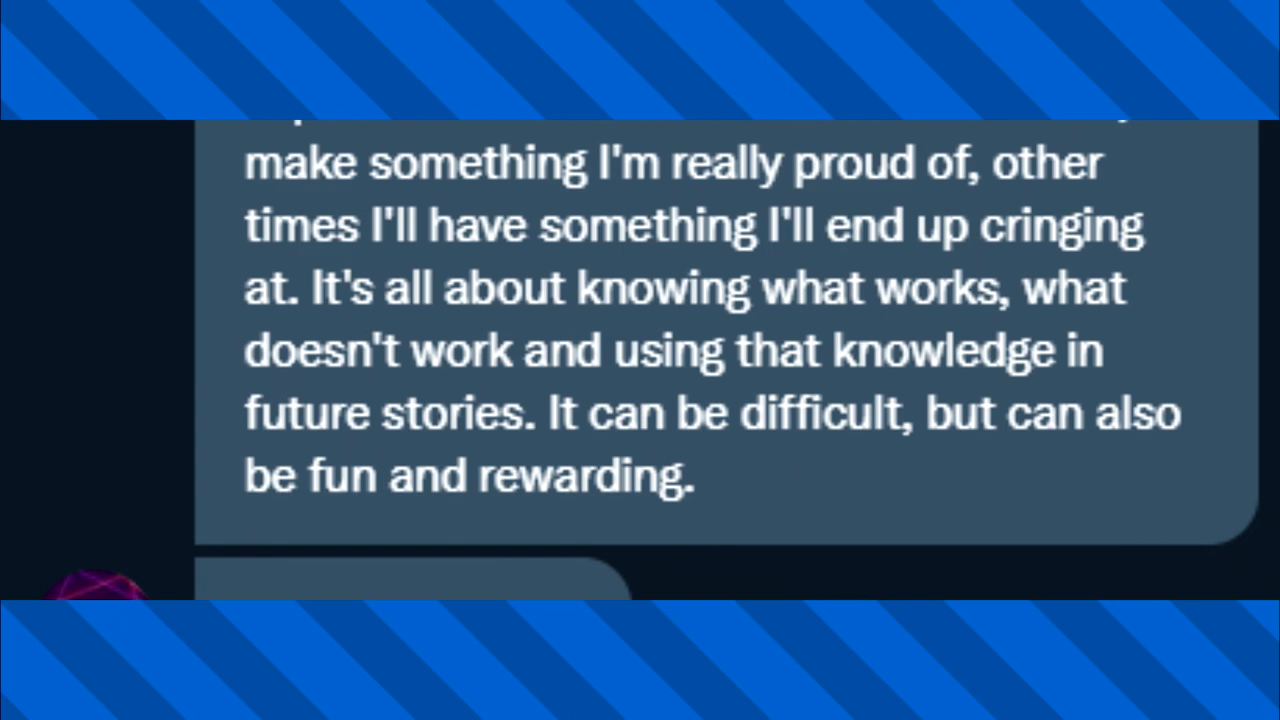 make something I'm really proud of, other
times I'll have something I'll end up cringing
at. It's all about knowing what works, what
doesn't work and using that knowledge in
future stories. It can be difficult, but can also
be fun and rewarding.